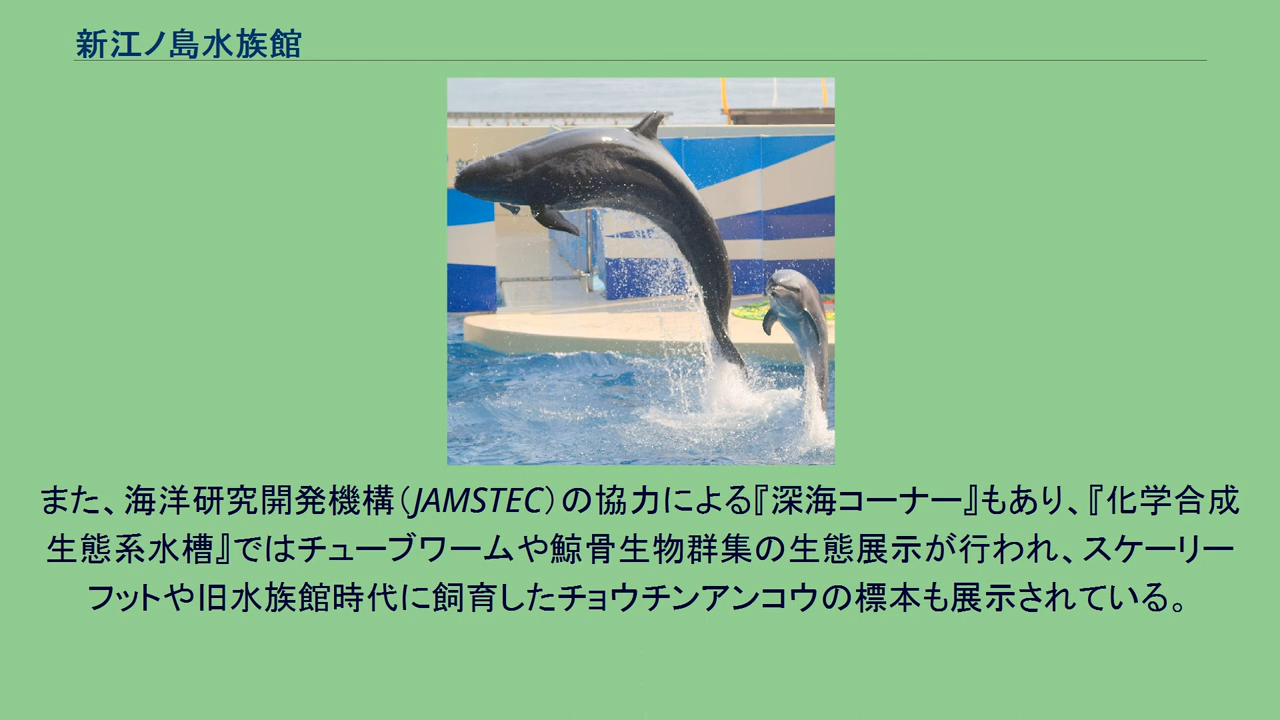 新江ノ島水族館
また、海洋研究開発機構（JAMSTEC）の協力による『深海コーナー』もあり、『化学合成
生態系水槽』ではチューブワームや鯨骨生物群集の生態展示が行われ、スケーリー
フットや旧水族館時代に飼育したチョウチンアンコウの標本も展示されている。